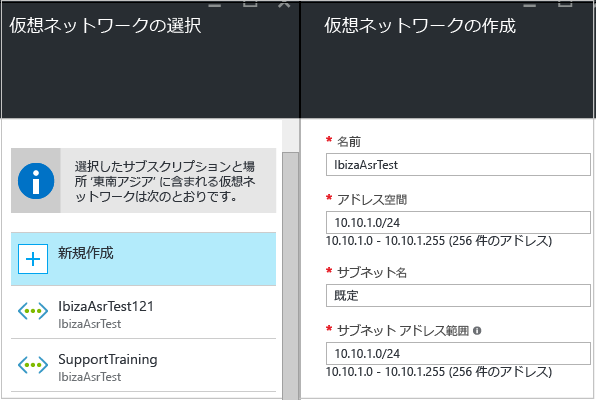 仮想ネットワークの選択
選択したサブスクリプションと場
所 '東南アジア' に含まれる仮想ネ
ットワークは次のとおりです。
新規作成
IbizaAsrTest121
IbizaAsrTest
SupportTraining
IbizaAsrTest
仮想ネットワークの作成
* 名前
IbizaAsrTest
* アドレス空間
10.10.1.0/24
10.10.1.0 - 10.10.1.255 (256 件のアドレス)
* サブネット名
既定
* サブネット アドレス範囲
10.10.1.0/24
10.10.1.0 - 10.10.1.255 (256 件のアドレス)